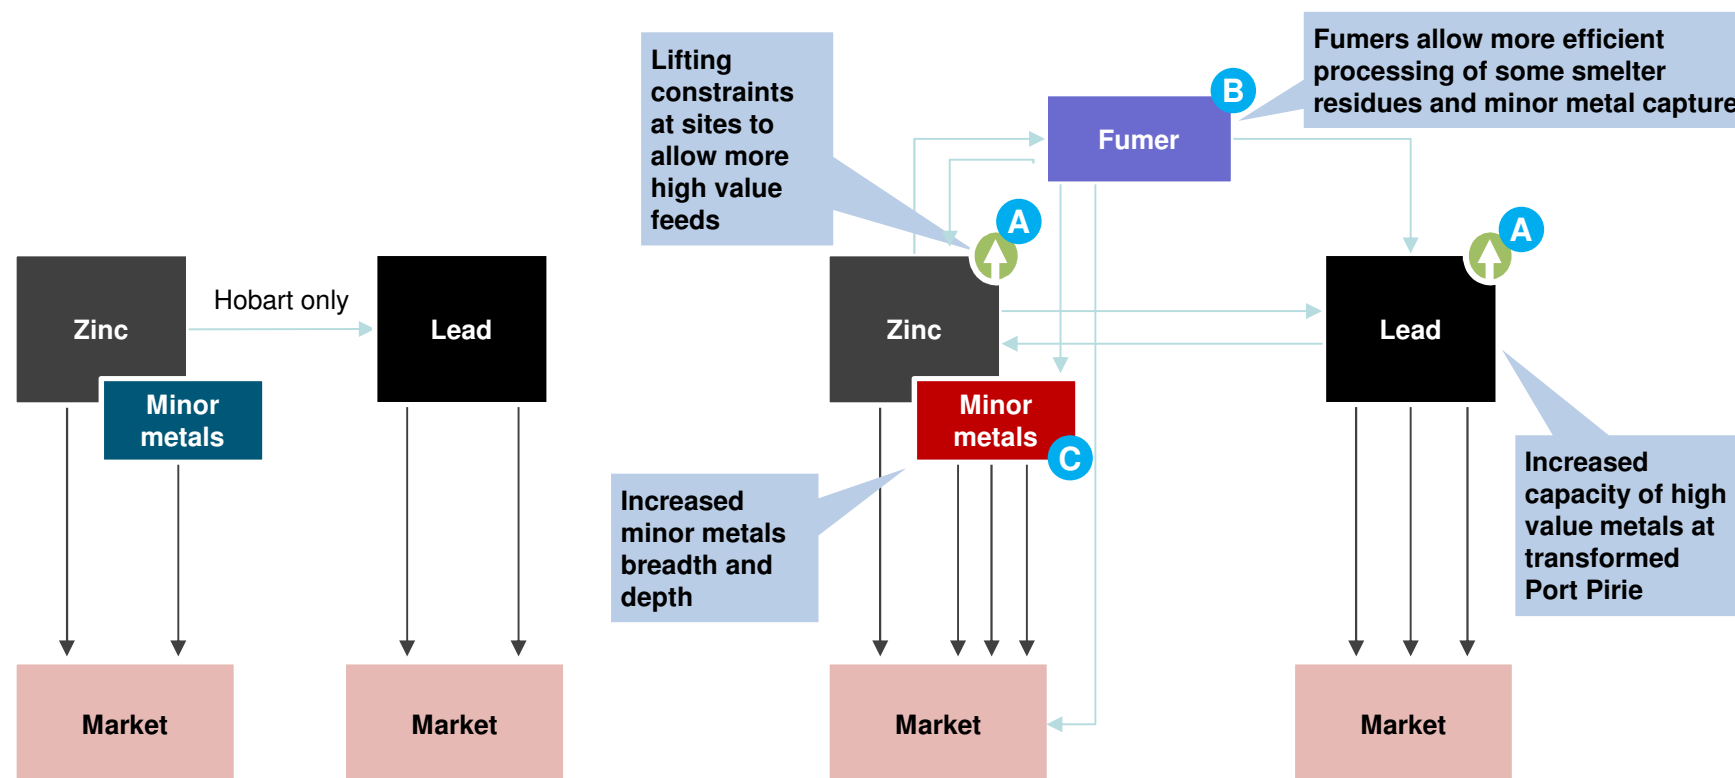 Lifting
constraints
at sites to
allow more
high value
feeds
Fumers allow more efficient
processing of some smelter
residues and minor metal capture
B
Fumer
A
A
Zinc
Hobart only
Lead
Minor
metals
Zinc
Lead
Minor
metals
C
Increased
minor metals
breadth and
depth
Increased
capacity of high
value metals at
transformed
Port Pirie
Market
Market
Market
Market